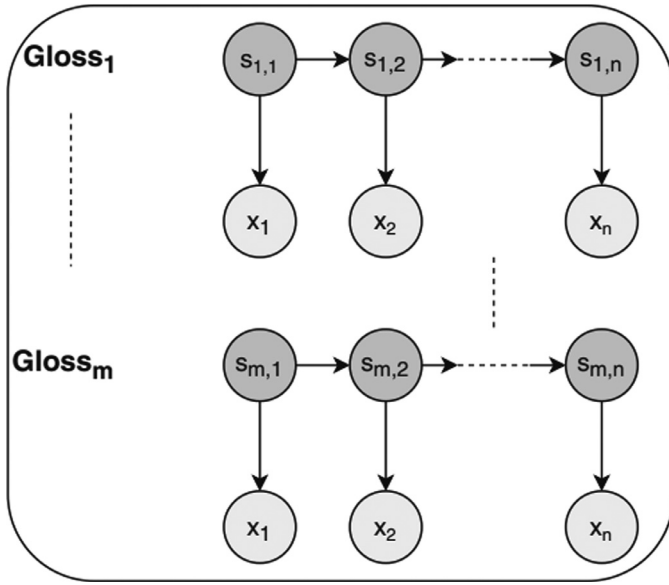 Gloss₁ s₁,₁ s₁,₂ s₁,ₙ
x₁ x₂ xₙ
Glossₘ sₘ,₁ sₘ,₂ sₘ,ₙ
x₁ x₂ xₙ